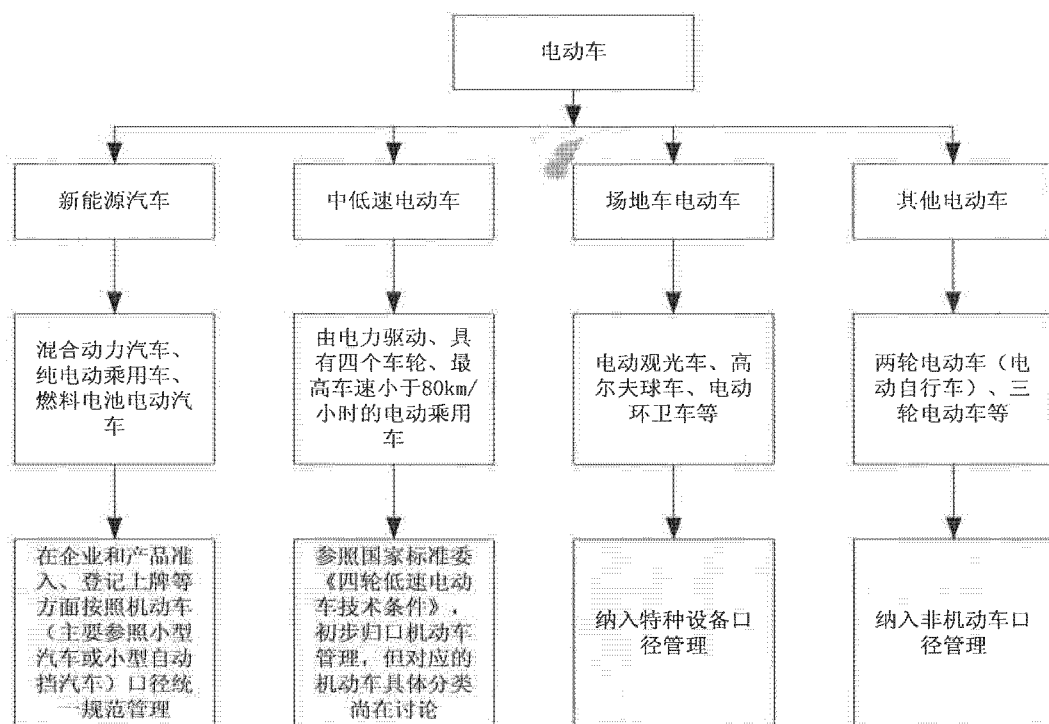 电动车
新能源汽车
中低速电动车
场地车电动车
其他电动车
混合动力汽车、
纯电动乘用车、
燃料电池电动汽
车
由电力驱动、具
有四个车轮、最
高车速小于80km/
小时的电动乘用
车
电动观光车、高
尔夫球车、电动
环卫车等
两轮电动车（电
动自行车）、三
轮电动车等
在企业和产品准
入、登记上牌等
方面按照机动车
（主要参照小型
汽车或小型自动
挡汽车）口径统
一规范管理
参照国家标准委
《四轮低速电动
车技术条件》，
初步归口机动车
管理，但对应的
机动车具体分类
尚在讨论
纳入特种设备口
径管理
纳入非机动车口
径管理